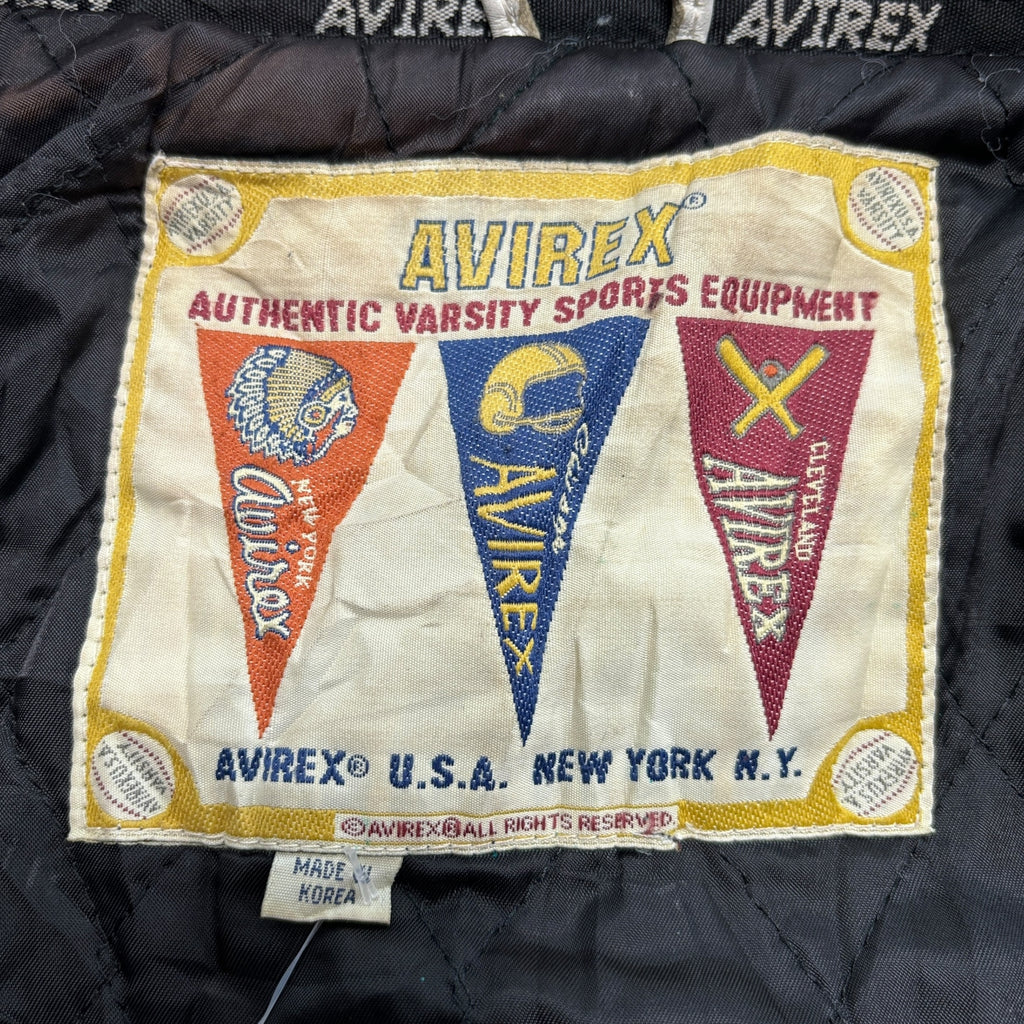 AVIREX
AVIREX
AVIREX®
AUTHENTIC VARSITY SPORTS EQUIPMENT
NEW YORK
Avirex
AVIREX
CLEVELAND
AVIREX
AVIREX® U.S.A. NEW YORK N.Y.
©AVIREX®ALL RIGHTS RESERVED
MADE IN
KOREA